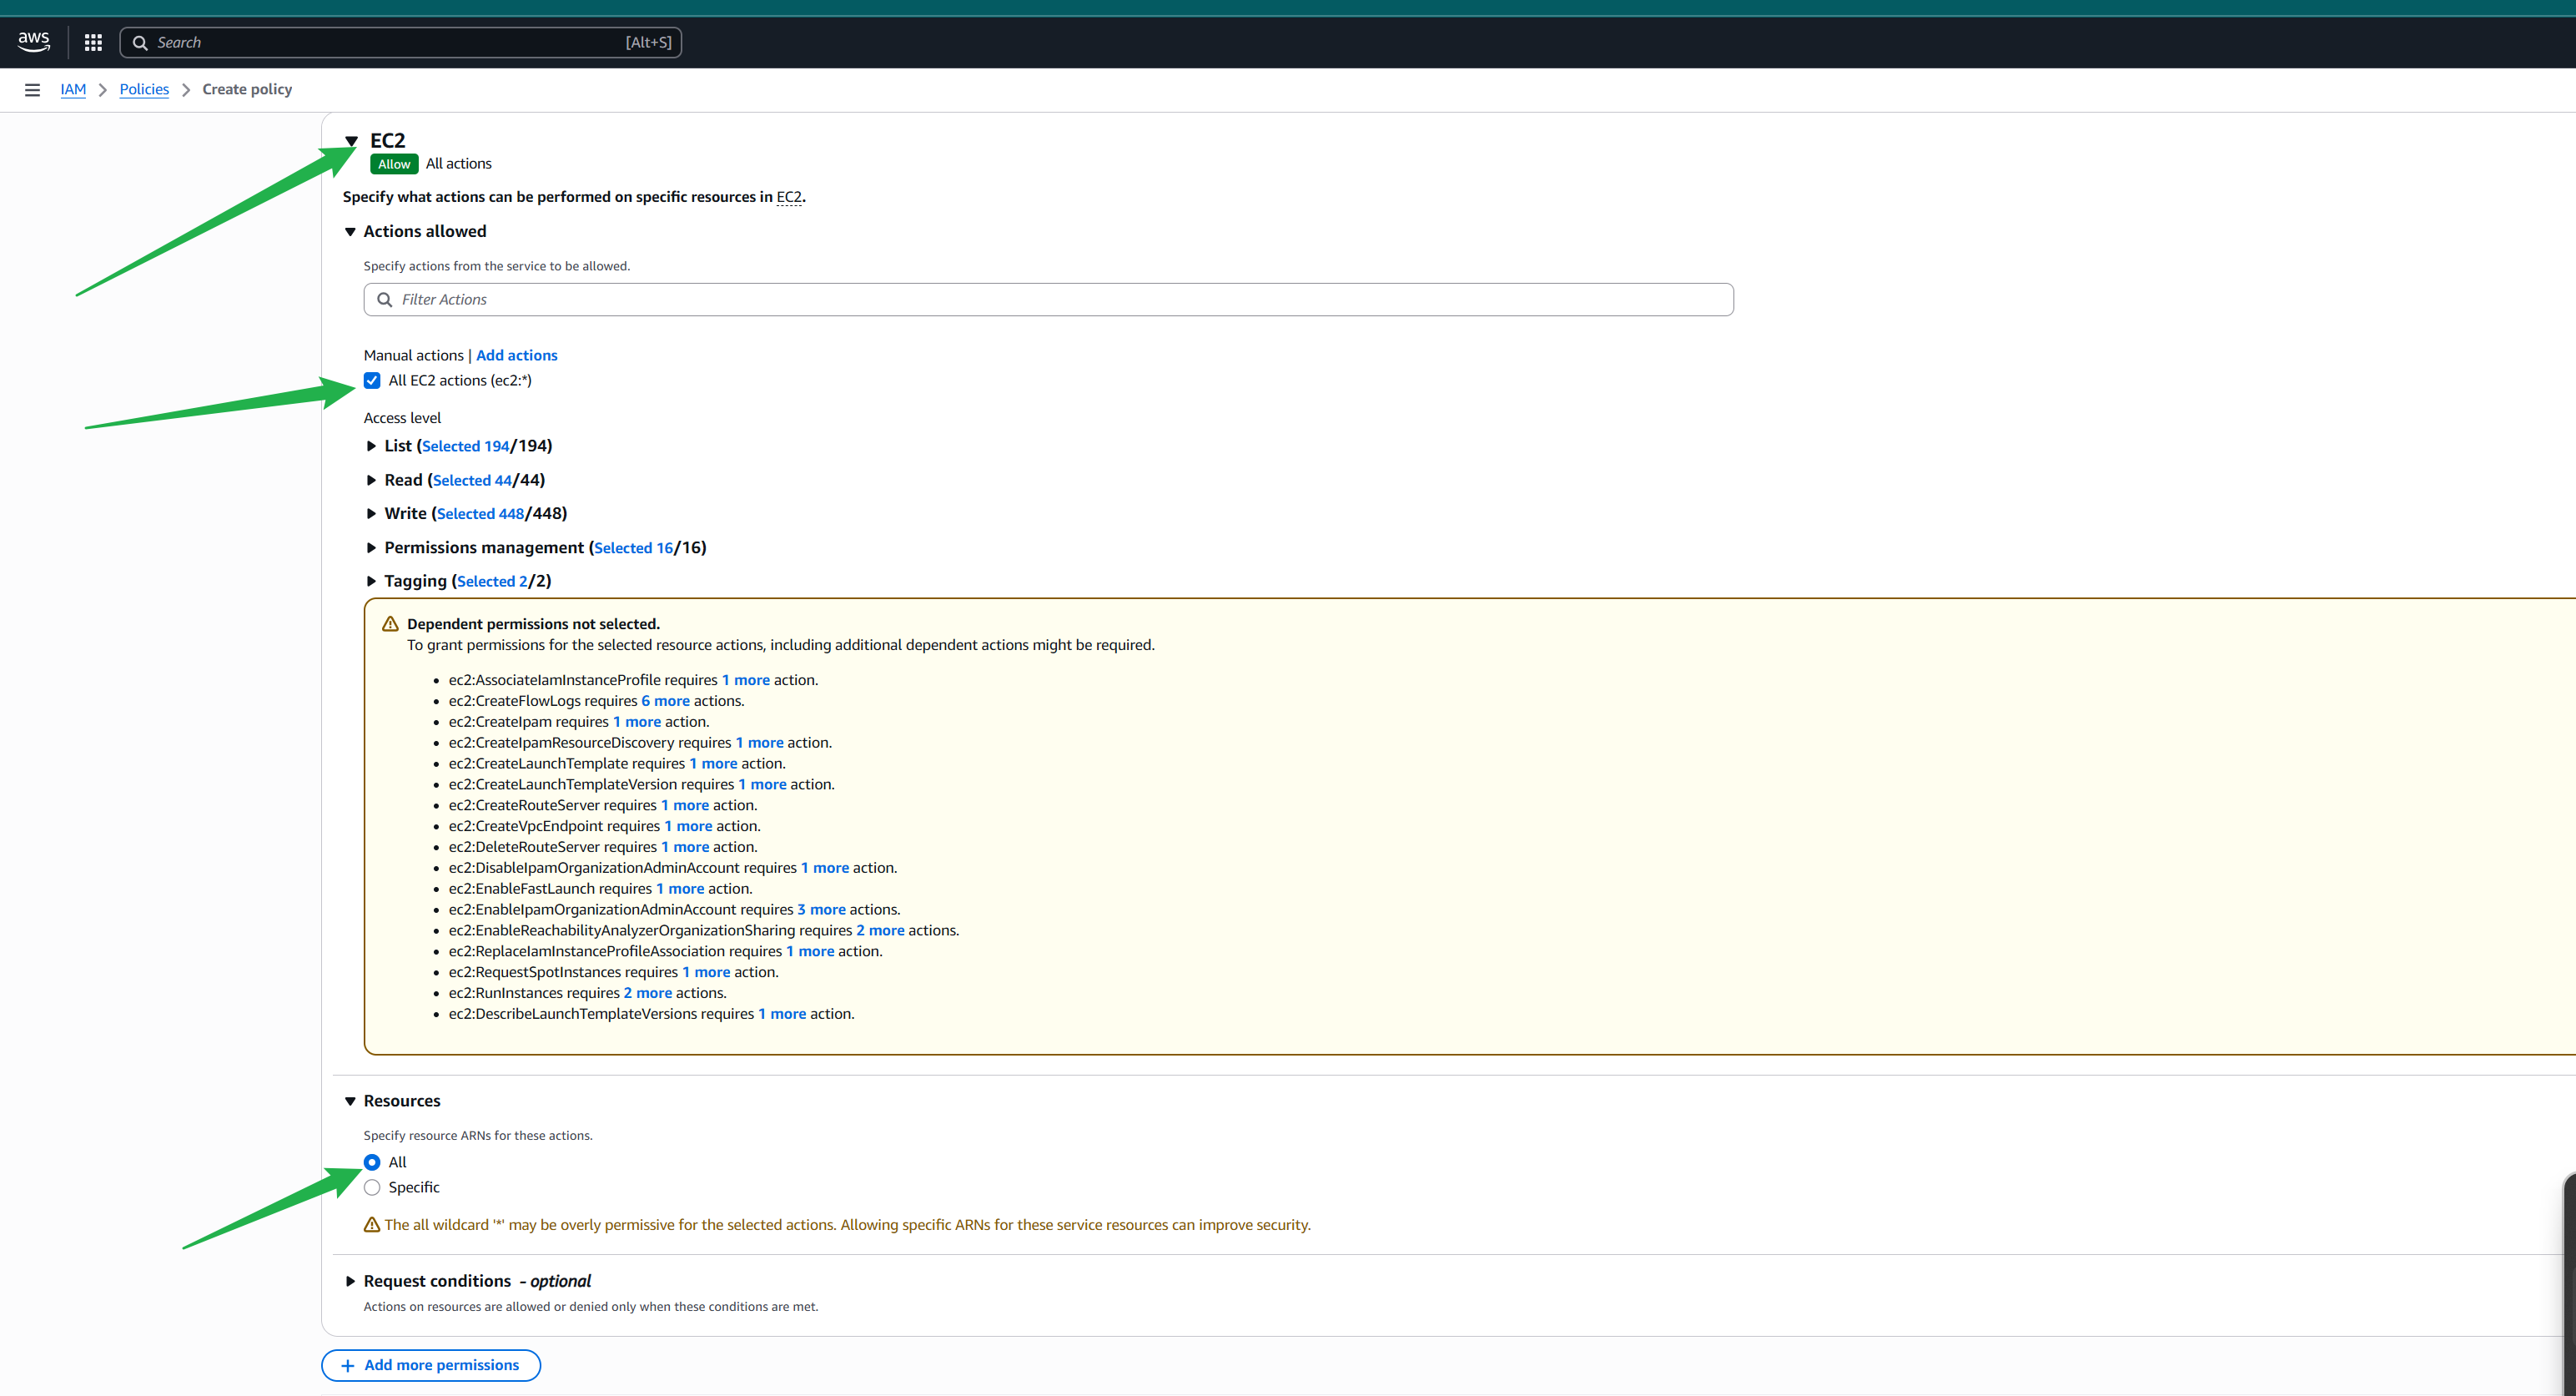 aws
Search [Alt+S]
IAM > Policies > Create policy
EC2
Allow All actions
Specify what actions can be performed on specific resources in EC2.
Actions allowed
Specify actions from the service to be allowed.
Filter Actions
Manual actions | Add actions
All EC2 actions (ec2:*)
Access level
List (Selected 194/194)
Read (Selected 44/44)
Write (Selected 448/448)
Permissions management (Selected 16/16)
Tagging (Selected 2/2)
Dependent permissions not selected.
To grant permissions for the selected resource actions, including additional dependent actions might be required.
• ec2:AssociateIamInstanceProfile requires 1 more action.
• ec2:CreateFlowLogs requires 6 more actions.
• ec2:CreateIpam requires 1 more action.
• ec2:CreateIpamResourceDiscovery requires 1 more action.
• ec2:CreateLaunchTemplate requires 1 more action.
• ec2:CreateLaunchTemplateVersion requires 1 more action.
• ec2:CreateRouteServer requires 1 more action.
• ec2:CreateVpcEndpoint requires 1 more action.
• ec2:DeleteRouteServer requires 1 more action.
• ec2:DisableIpamOrganizationAdminAccount requires 1 more action.
• ec2:EnableFastLaunch requires 1 more action.
• ec2:EnableIpamOrganizationAdminAccount requires 3 more actions.
• ec2:EnableReachabilityAnalyzerOrganizationSharing requires 2 more actions.
• ec2:ReplaceIamInstanceProfileAssociation requires 1 more action.
• ec2:RequestSpotInstances requires 1 more action.
• ec2:RunInstances requires 2 more actions.
• ec2:DescribeLaunchTemplateVersions requires 1 more action.
Resources
Specify resource ARNs for these actions.
All
Specific
The all wildcard '*' may be overly permissive for the selected actions. Allowing specific ARNs for these service resources can improve security.
Request conditions - optional
Actions on resources are allowed or denied only when these conditions are met.
+ Add more permissions